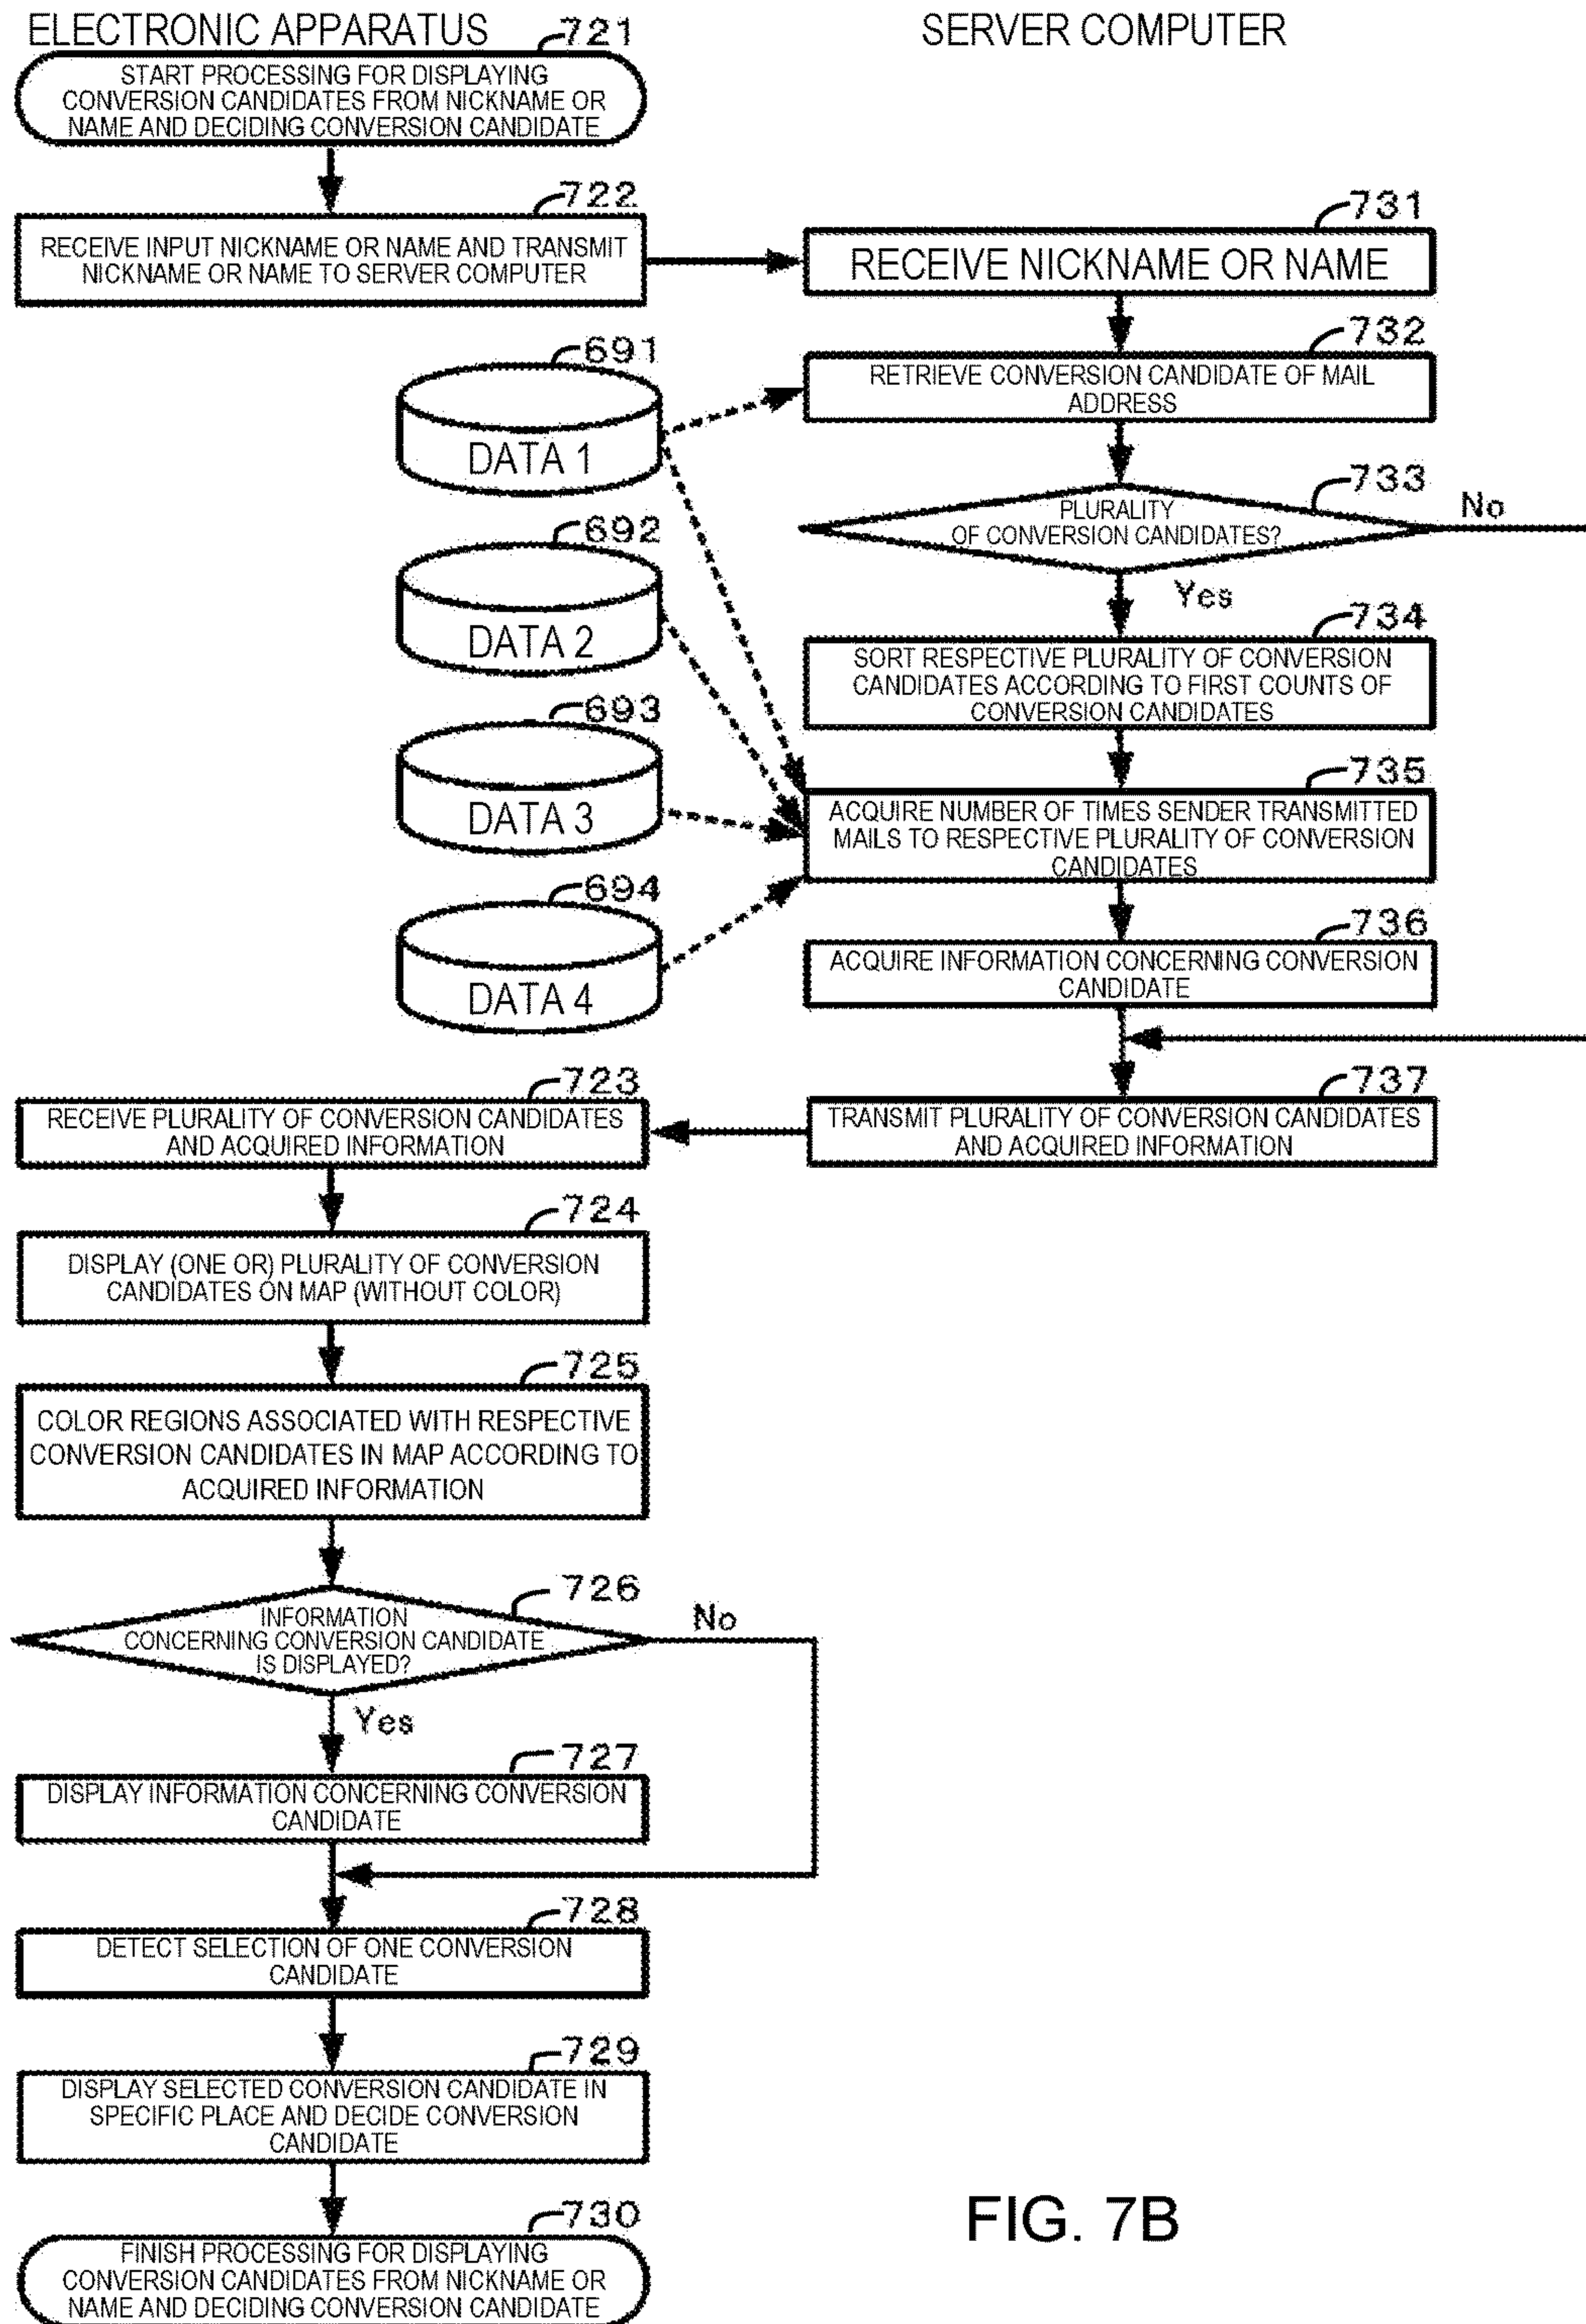 ELECTRONIC APPARATUS
SERVER COMPUTER
721
START PROCESSING FOR DISPLAYING
CONVERSION CANDIDATES FROM NICKNAME OR
NAME AND DECIDING CONVERSION CANDIDATE
722
RECEIVE INPUT NICKNAME OR NAME AND TRANSMIT
NICKNAME OR NAME TO SERVER COMPUTER
731
RECEIVE NICKNAME OR NAME
732
RETRIEVE CONVERSION CANDIDATE OF MAIL
ADDRESS
691
DATA 1
733
PLURALITY
OF CONVERSION CANDIDATES?
No
Yes
692
DATA 2
734
SORT RESPECTIVE PLURALITY OF CONVERSION
CANDIDATES ACCORDING TO FIRST COUNTS OF
CONVERSION CANDIDATES
693
DATA 3
735
ACQUIRE NUMBER OF TIMES SENDER TRANSMITTED
MAILS TO RESPECTIVE PLURALITY OF CONVERSION
CANDIDATES
694
DATA 4
736
ACQUIRE INFORMATION CONCERNING CONVERSION
CANDIDATE
737
TRANSMIT PLURALITY OF CONVERSION CANDIDATES
AND ACQUIRED INFORMATION
723
RECEIVE PLURALITY OF CONVERSION CANDIDATES
AND ACQUIRED INFORMATION
724
DISPLAY (ONE OR) PLURALITY OF CONVERSION
CANDIDATES ON MAP (WITHOUT COLOR)
725
COLOR REGIONS ASSOCIATED WITH RESPECTIVE
CONVERSION CANDIDATES IN MAP ACCORDING TO
ACQUIRED INFORMATION
726
INFORMATION
CONCERNING CONVERSION CANDIDATE
IS DISPLAYED?
No
Yes
727
DISPLAY INFORMATION CONCERNING CONVERSION
CANDIDATE
728
DETECT SELECTION OF ONE CONVERSION
CANDIDATE
729
DISPLAY SELECTED CONVERSION CANDIDATE IN
SPECIFIC PLACE AND DECIDE CONVERSION
CANDIDATE
730
FINISH PROCESSING FOR DISPLAYING
CONVERSION CANDIDATES FROM NICKNAME OR
NAME AND DECIDING CONVERSION CANDIDATE
FIG. 7B